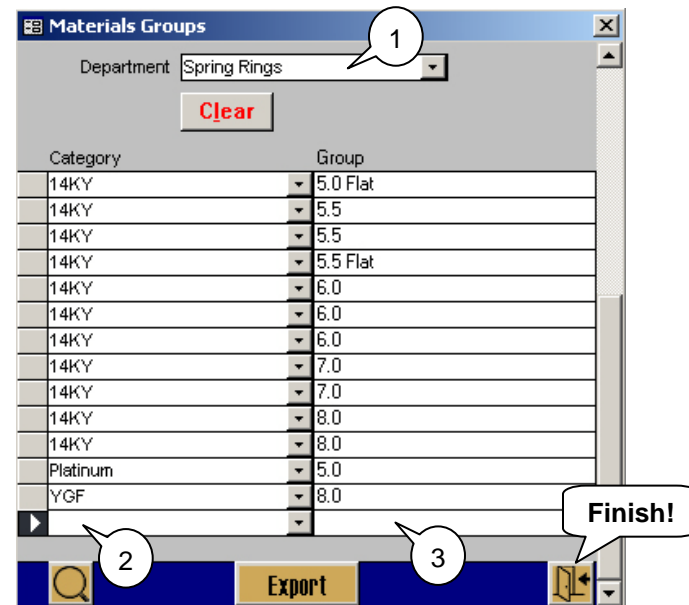 Materials Groups
1
Department Spring Rings
Clear
Category Group
14KY 5.0 Flat
14KY 5.5
14KY 5.5
14KY 5.5 Flat
14KY 6.0
14KY 6.0
14KY 6.0
14KY 7.0
14KY 7.0
14KY 8.0
14KY 8.0
Platinum 5.0
YGF 8.0
Finish!
2 3
Export